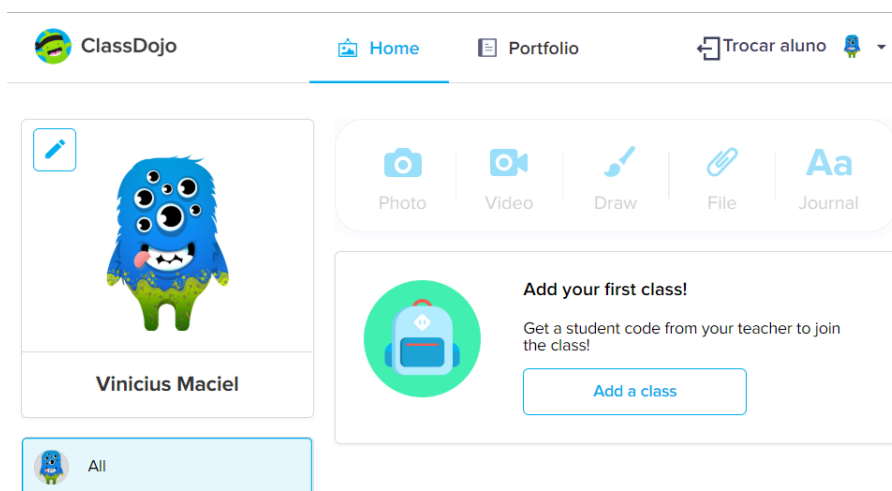 ClassDojo
Home
Portfolio
Trocar aluno
Photo
Video
Draw
File
Aa
Journal
Add your first class!
Get a student code from your teacher to join
the class!
Add a class
Vinicius Maciel
All